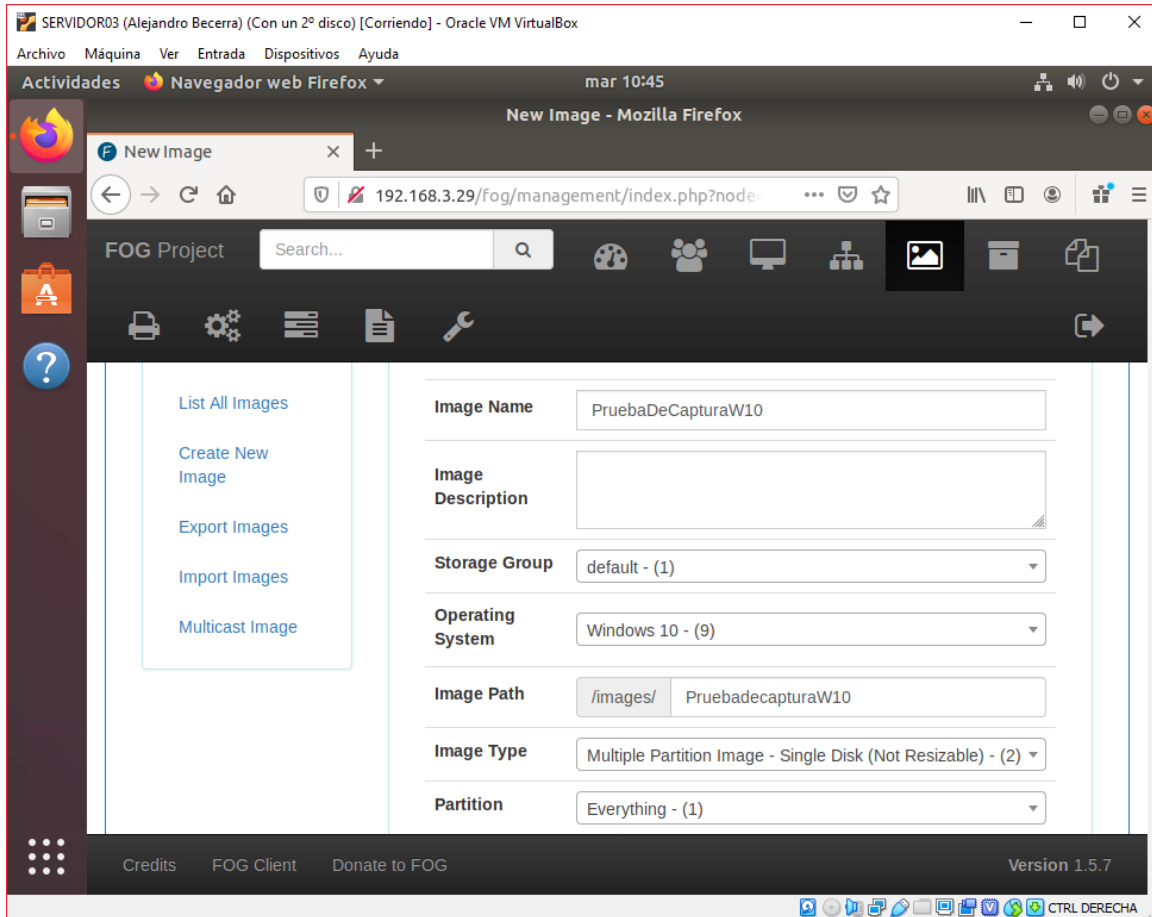 SERVIDOR03 (Alejandro Becerra) (Con un 2º disco) [Corriendo] - Oracle VM VirtualBox
Archivo Máquina Ver Entrada Dispositivos Ayuda
Actividades Navegador web Firefox mar 10:45
New Image - Mozilla Firefox
New Image
192.168.3.29/fog/management/index.php?node=
FOG Project Search...
List All Images
Create New
Image
Export Images
Import Images
Multicast Image
Image Name PruebaDeCapturaW10
Image
Description
Storage Group default - (1)
Operating
System Windows 10 - (9)
Image Path /images/ PruebadecapturaW10
Image Type Multiple Partition Image - Single Disk (Not Resizable) - (2)
Partition Everything - (1)
Credits FOG Client Donate to FOG Version 1.5.7
CTRL DERECHA